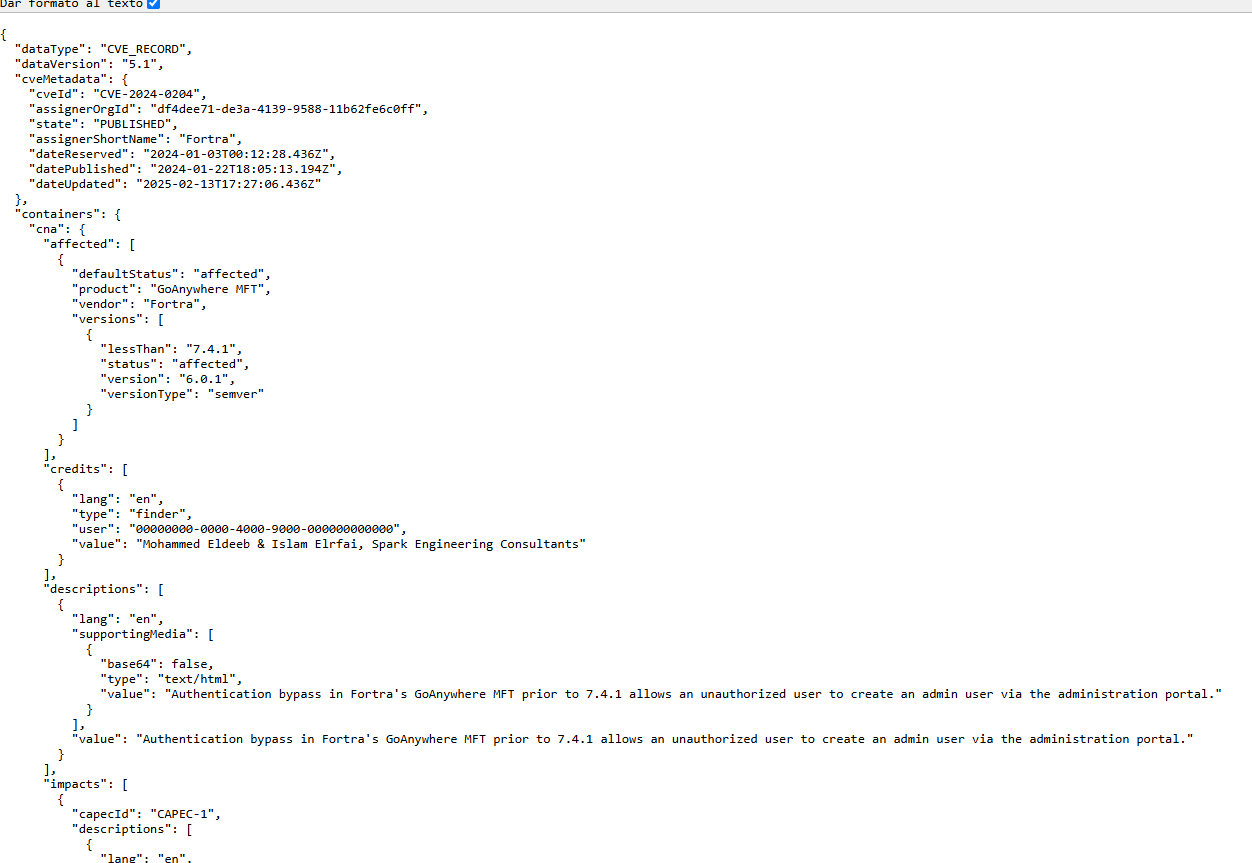 Dar formato al texto
{
  "dataType": "CVE_RECORD",
  "dataVersion": "5.1",
  "cveMetadata": {
    "cveId": "CVE-2024-0204",
    "assignerOrgId": "df4dee71-de3a-4139-9588-11b62fe6c0ff",
    "state": "PUBLISHED",
    "assignerShortName": "Fortra",
    "dateReserved": "2024-01-03T00:12:28.436Z",
    "datePublished": "2024-01-22T18:05:13.194Z",
    "dateUpdated": "2025-02-13T17:27:06.436Z"
  },
  "containers": {
    "cna": {
      "affected": [
        {
          "defaultStatus": "affected",
          "product": "GoAnywhere MFT",
          "vendor": "Fortra",
          "versions": [
            {
              "lessThan": "7.4.1",
              "status": "affected",
              "version": "6.0.1",
              "versionType": "semver"
            }
          ]
        }
      ],
      "credits": [
        {
          "lang": "en",
          "type": "finder",
          "user": "00000000-0000-4000-9000-000000000000",
          "value": "Mohammed Eldeeb & Islam Elrfai, Spark Engineering Consultants"
        }
      ],
      "descriptions": [
        {
          "lang": "en",
          "supportingMedia": [
            {
              "base64": false,
              "type": "text/html",
              "value": "Authentication bypass in Fortra's GoAnywhere MFT prior to 7.4.1 allows an unauthorized user to create an admin user via the administration portal."
            }
          ],
          "value": "Authentication bypass in Fortra's GoAnywhere MFT prior to 7.4.1 allows an unauthorized user to create an admin user via the administration portal."
        }
      ],
      "impacts": [
        {
          "capecId": "CAPEC-1",
          "descriptions": [
            {
              "lang": "en",